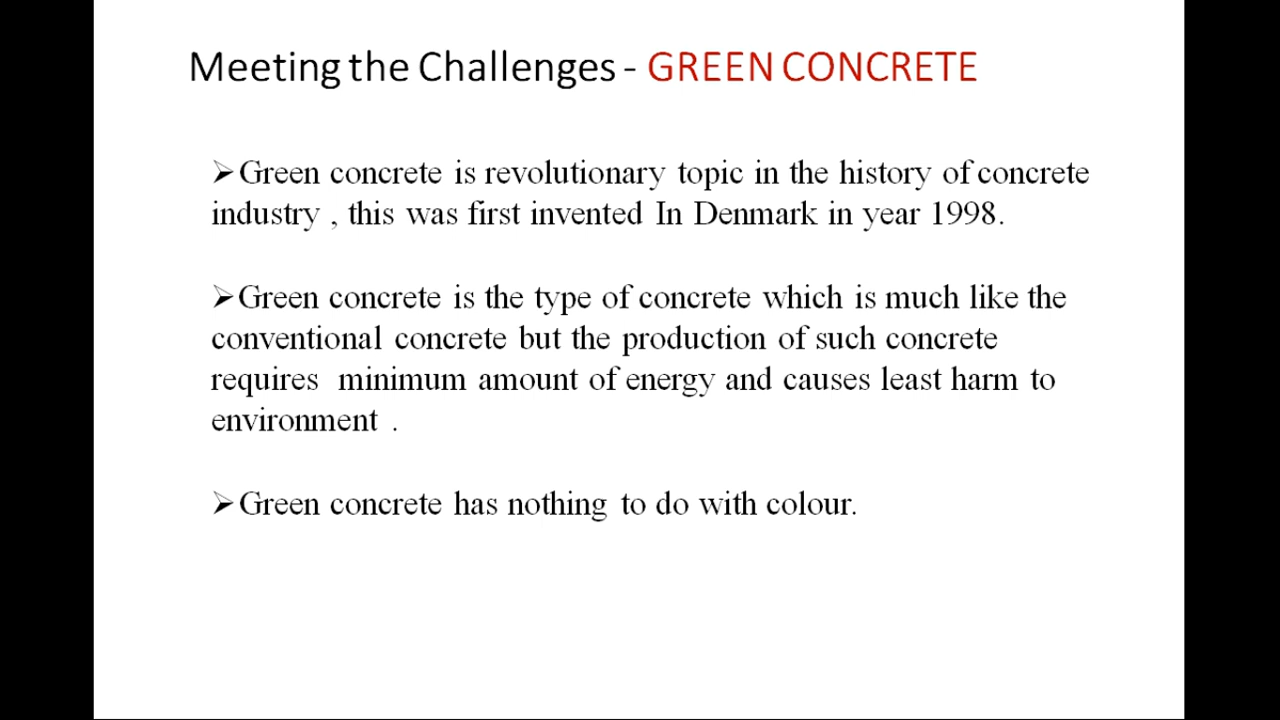 Meeting the Challenges - GREEN CONCRETE
➢Green concrete is revolutionary topic in the history of concrete
industry , this was first invented In Denmark in year 1998.
➢Green concrete is the type of concrete which is much like the
conventional concrete but the production of such concrete
requires minimum amount of energy and causes least harm to
environment .
➢Green concrete has nothing to do with colour.